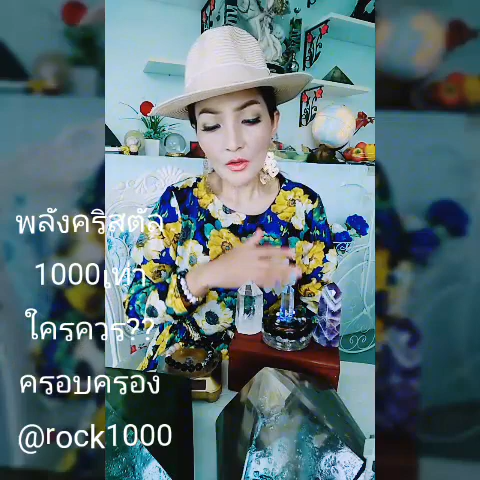 พลังคริสตัล
1000เท่า
ใครควร??
ครอบครอง
@rock1000